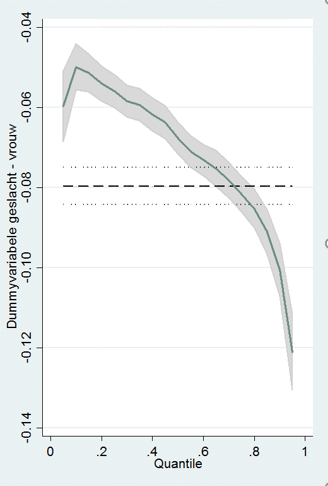 Dummyvariabele geslacht - vrouw
-0.04
-0.06
-0.08
-0.10
-0.12
-0.14
0 .2 .4 .6 .8 1
Quantile